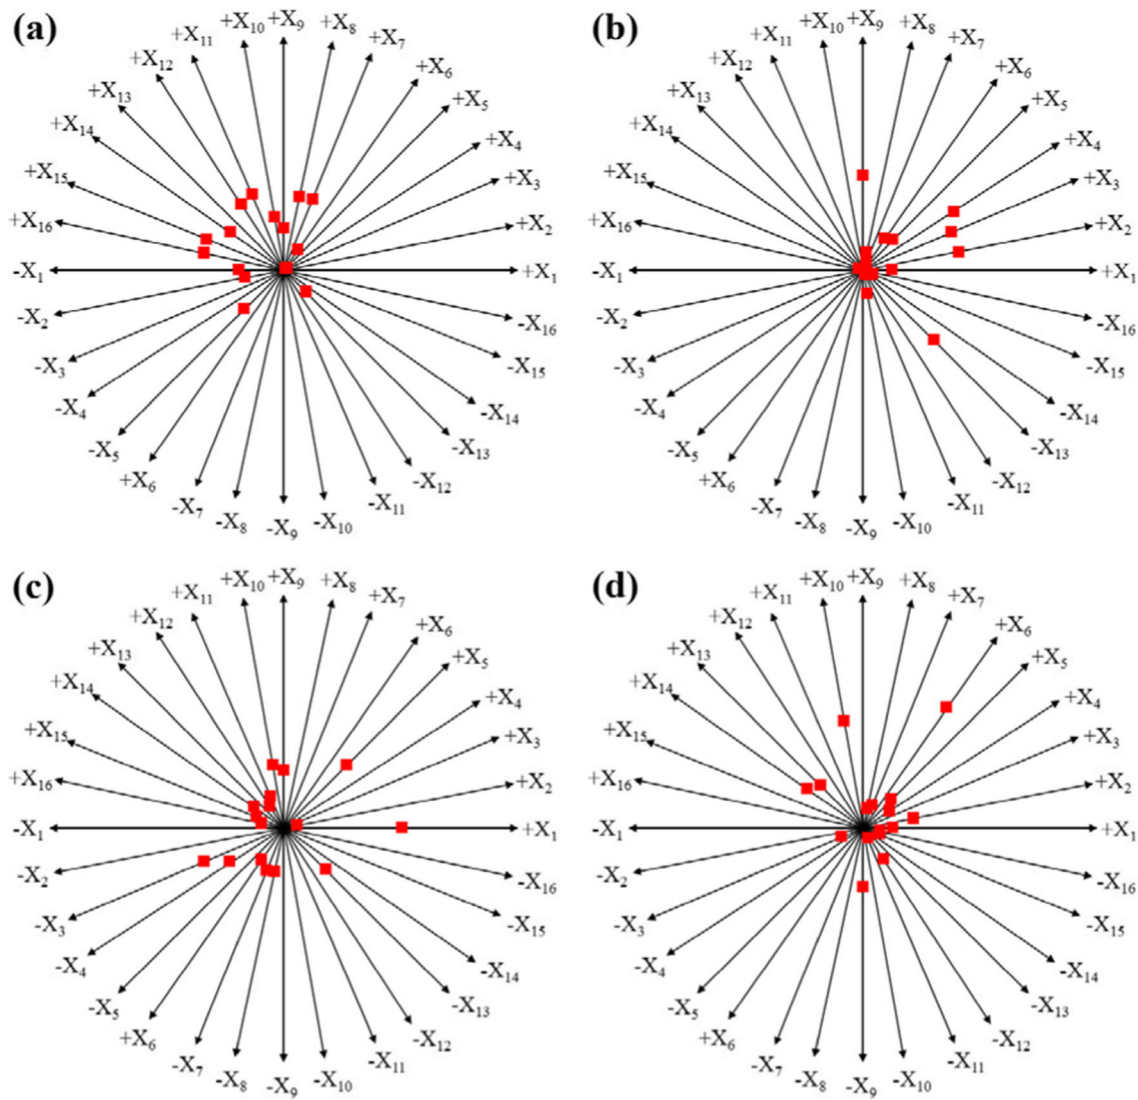 (a) +X₁₀ +X₉ +X₈ (b) +X₁₀ +X₉ +X₈
+X₁₁ +X₇ +X₁₁ +X₇
+X₁₂ +X₆ +X₁₂ +X₆
+X₁₃ +X₅ +X₁₃ +X₅
+X₁₄ +X₄ +X₁₄ +X₄
+X₁₅ +X₃ +X₁₅ +X₃
+X₁₆ +X₂ +X₁₆ +X₂
-X₁ +X₁ -X₁ +X₁
-X₂ -X₁₆ -X₂ -X₁₆
-X₃ -X₁₅ -X₃ -X₁₅
-X₄ -X₁₄ -X₄ -X₁₄
-X₅ -X₁₃ -X₅ -X₁₃
+X₆ -X₁₂ +X₆ -X₁₂
-X₇ -X₁₁ -X₇ -X₁₁
-X₈ -X₉ -X₁₀ -X₈ -X₉ -X₁₀
(c) +X₁₀ +X₉ +X₈ (d) +X₁₀ +X₉ +X₈
+X₁₁ +X₇ +X₁₁ +X₇
+X₁₂ +X₆ +X₁₂ +X₆
+X₁₃ +X₅ +X₁₃ +X₅
+X₁₄ +X₄ +X₁₄ +X₄
+X₁₅ +X₃ +X₁₅ +X₃
+X₁₆ +X₂ +X₁₆ +X₂
-X₁ +X₁ -X₁ +X₁
-X₂ -X₁₆ -X₂ -X₁₆
-X₃ -X₁₅ -X₃ -X₁₅
-X₄ -X₁₄ -X₄ -X₁₄
-X₅ -X₁₃ -X₅ -X₁₃
+X₆ -X₁₂ +X₆ -X₁₂
-X₇ -X₁₁ -X₇ -X₁₁
-X₈ -X₉ -X₁₀ -X₈ -X₉ -X₁₀